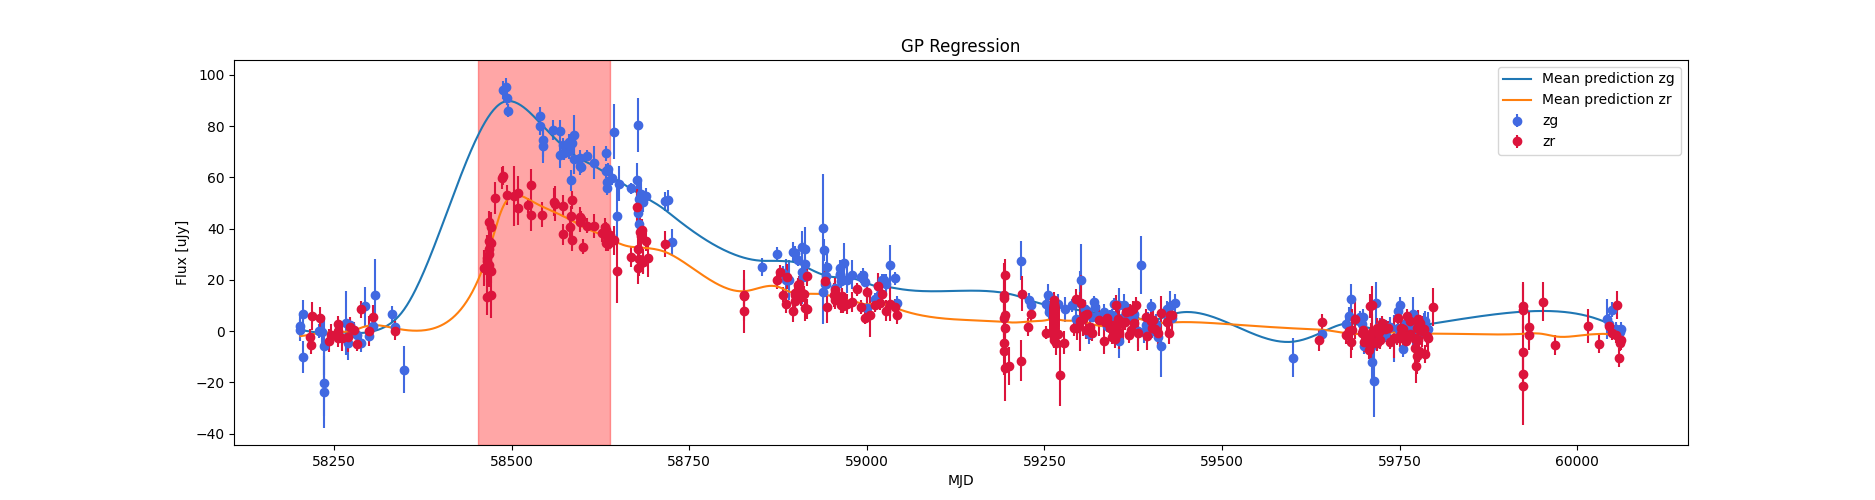 GP Regression
Flux [uJy]
100
80
60
40
20
0
−20
−40
Mean prediction zg
Mean prediction zr
zg
zr
58250
58500
58750
59000
59250
59500
59750
60000
MJD